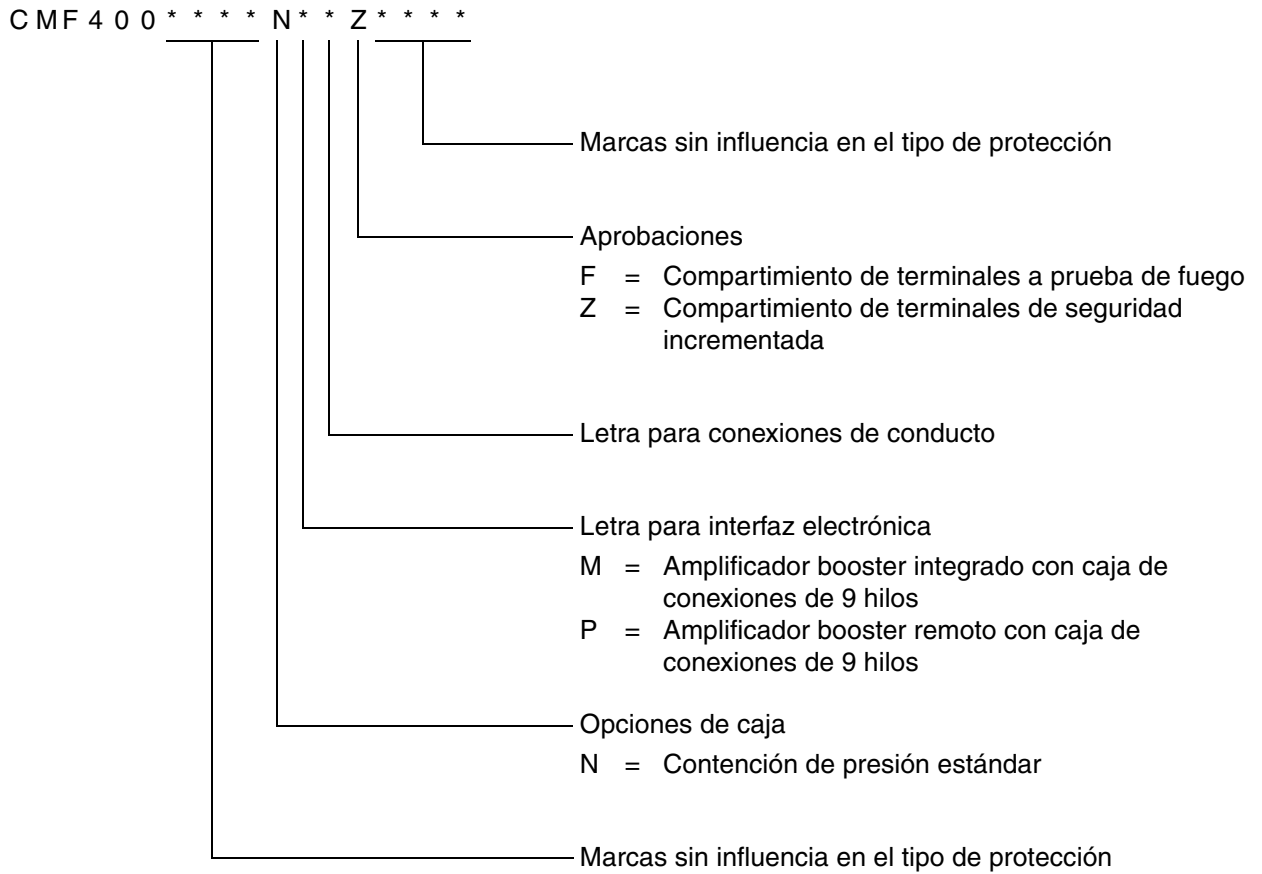 CMF400****N**Z****
Marcas sin influencia en el tipo de protección
Aprobaciones
F = Compartimiento de terminales a prueba de fuego
Z = Compartimiento de terminales de seguridad
incrementada
Letra para conexiones de conducto
Letra para interfaz electrónica
M = Amplificador booster integrado con caja de
conexiones de 9 hilos
P = Amplificador booster remoto con caja de
conexiones de 9 hilos
Opciones de caja
N = Contención de presión estándar
Marcas sin influencia en el tipo de protección